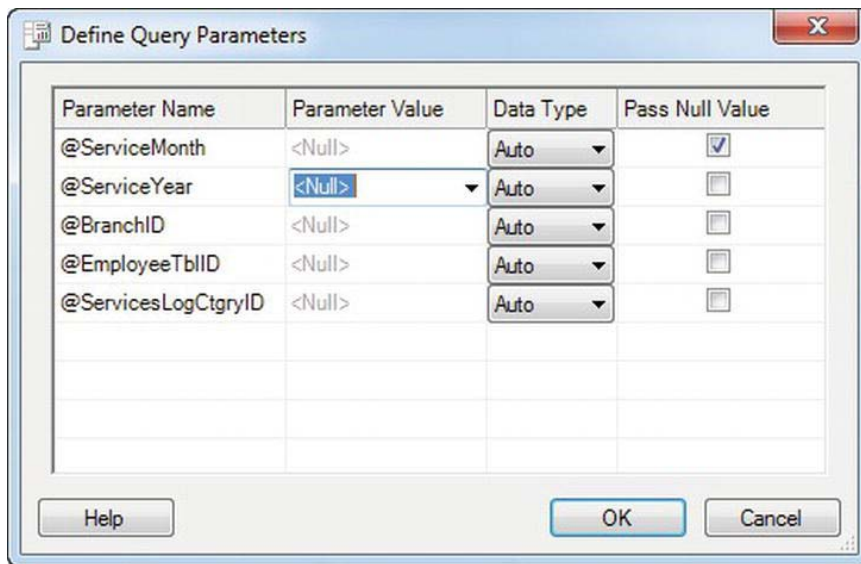 Define Query Parameters
Parameter Name Parameter Value Data Type Pass Null Value
@ServiceMonth <Null> Auto
@ServiceYear <Null> Auto
@BranchID <Null> Auto
@EmployeeTblID <Null> Auto
@ServicesLogCtgryID <Null> Auto
Help OK Cancel